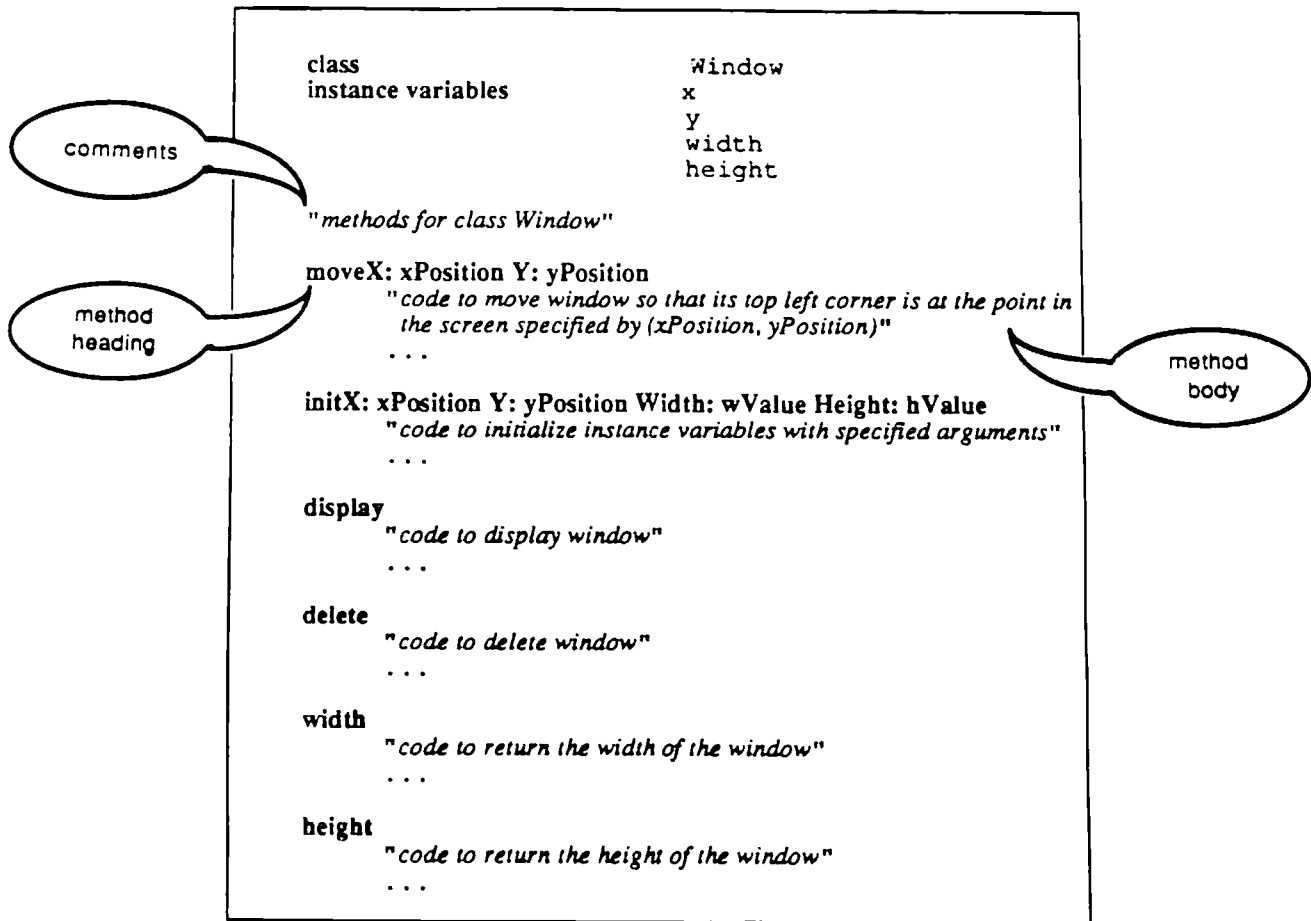 class Window
instance variables x
y
width
height
comments
"methods for class Window"
moveX: xPosition Y: yPosition
"code to move window so that its top left corner is at the point in
the screen specified by (xPosition, yPosition)"
. . .
method
heading
method
body
initX: xPosition Y: yPosition Width: wValue Height: hValue
"code to initialize instance variables with specified arguments"
. . .
display
"code to display window"
. . .
delete
"code to delete window"
. . .
width
"code to return the width of the window"
. . .
height
"code to return the height of the window"
. . .